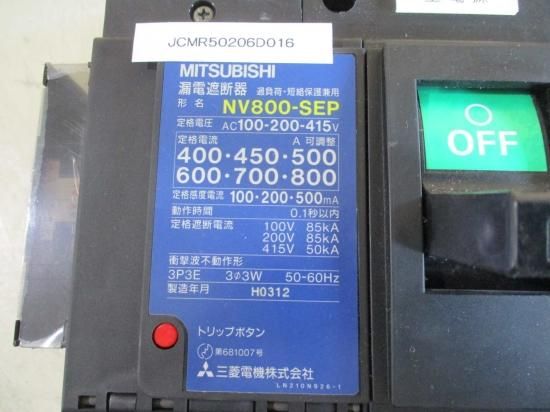 JCMR50206D016
MITSUBISHI
漏電遮断器 過負荷・短絡保護兼用
形 名 NV800-SEP
定格電圧 AC100-200-415V
定格電流 A 可調整
400・450・500
600・700・800
定格感度電流 100・200・500mA
動作時間 0.1秒以内
定格遮断電流 100V 85kA
200V 85kA
415V 50kA
衝撃波不動作形
3P3E 3φ3W 50-60Hz
製造年月 H0312
トリップボタン
第681007号
三菱電機株式会社
LN210N926-1
OFF